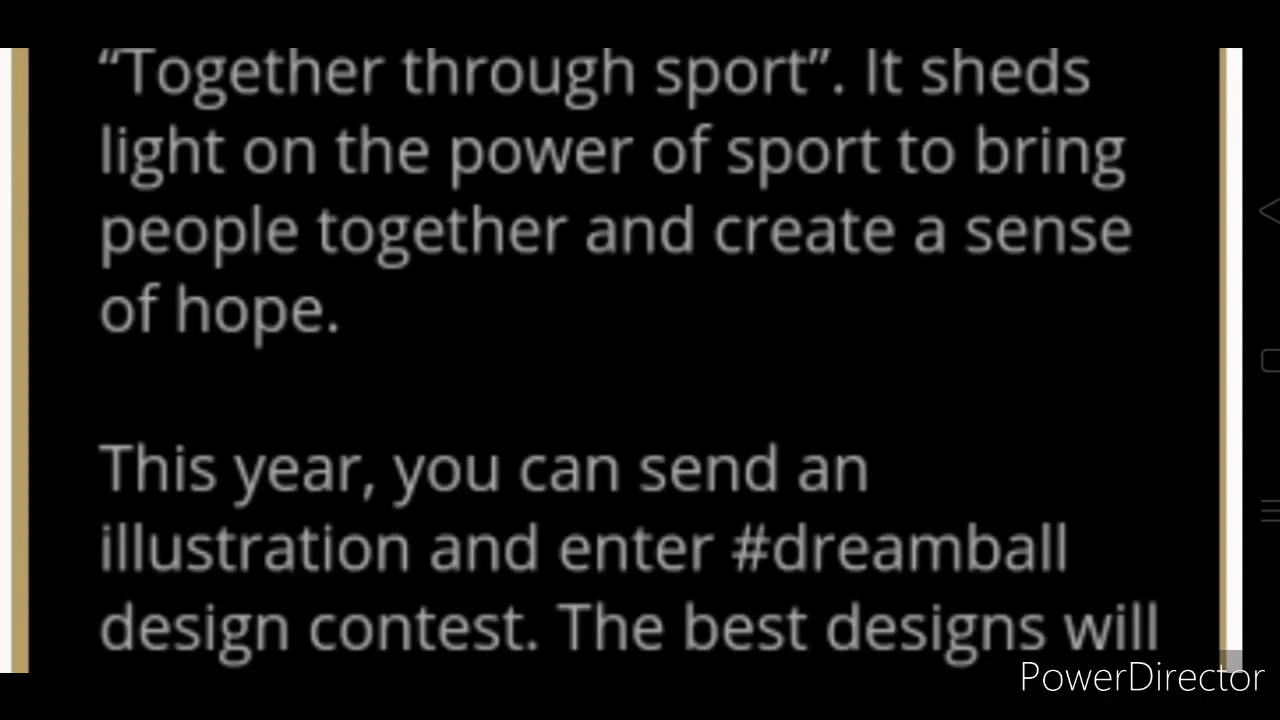 “Together through sport”. It sheds
light on the power of sport to bring
people together and create a sense
of hope.
This year, you can send an
illustration and enter #dreamball
design contest. The best designs will
PowerDirector